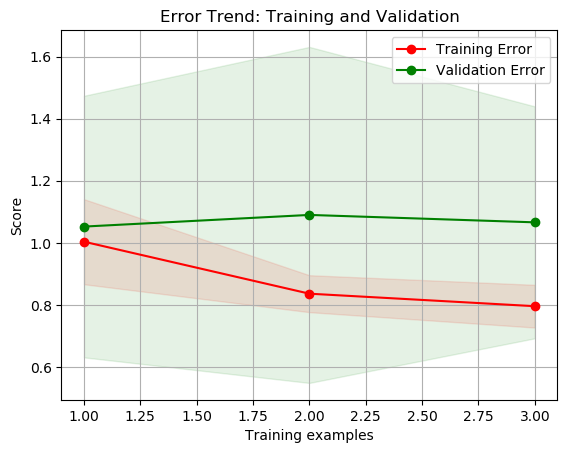 Error Trend: Training and Validation
Training Error
Validation Error
Score
1.6
1.4
1.2
1.0
0.8
0.6
1.00 1.25 1.50 1.75 2.00 2.25 2.50 2.75 3.00
Training examples